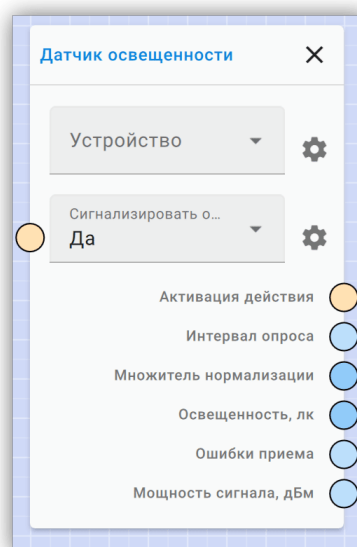 Датчик освещенности
Устройство
Сигнализировать о...
Да
Активация действия
Интервал опроса
Множитель нормализации
Освещенность, лк
Ошибки приема
Мощность сигнала, дБм